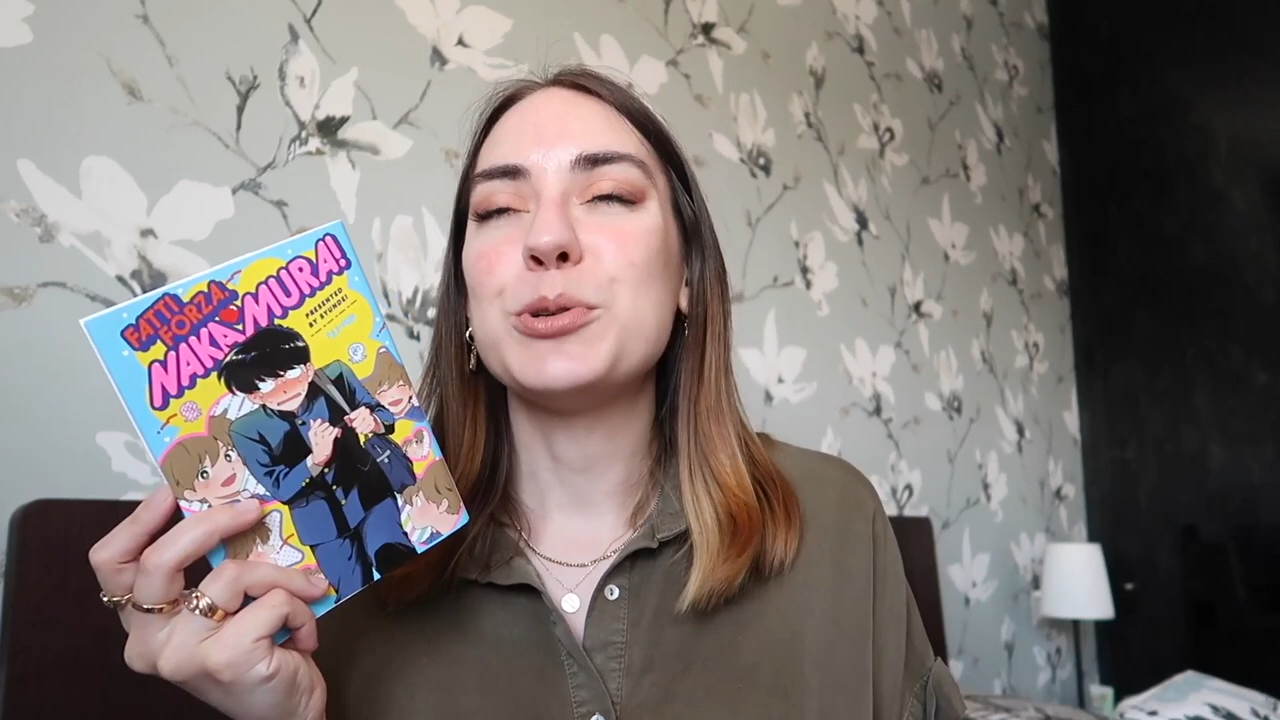 FATTI
FORZA,
NAKAMURA!
PRESENTED
BY SYUNDEI